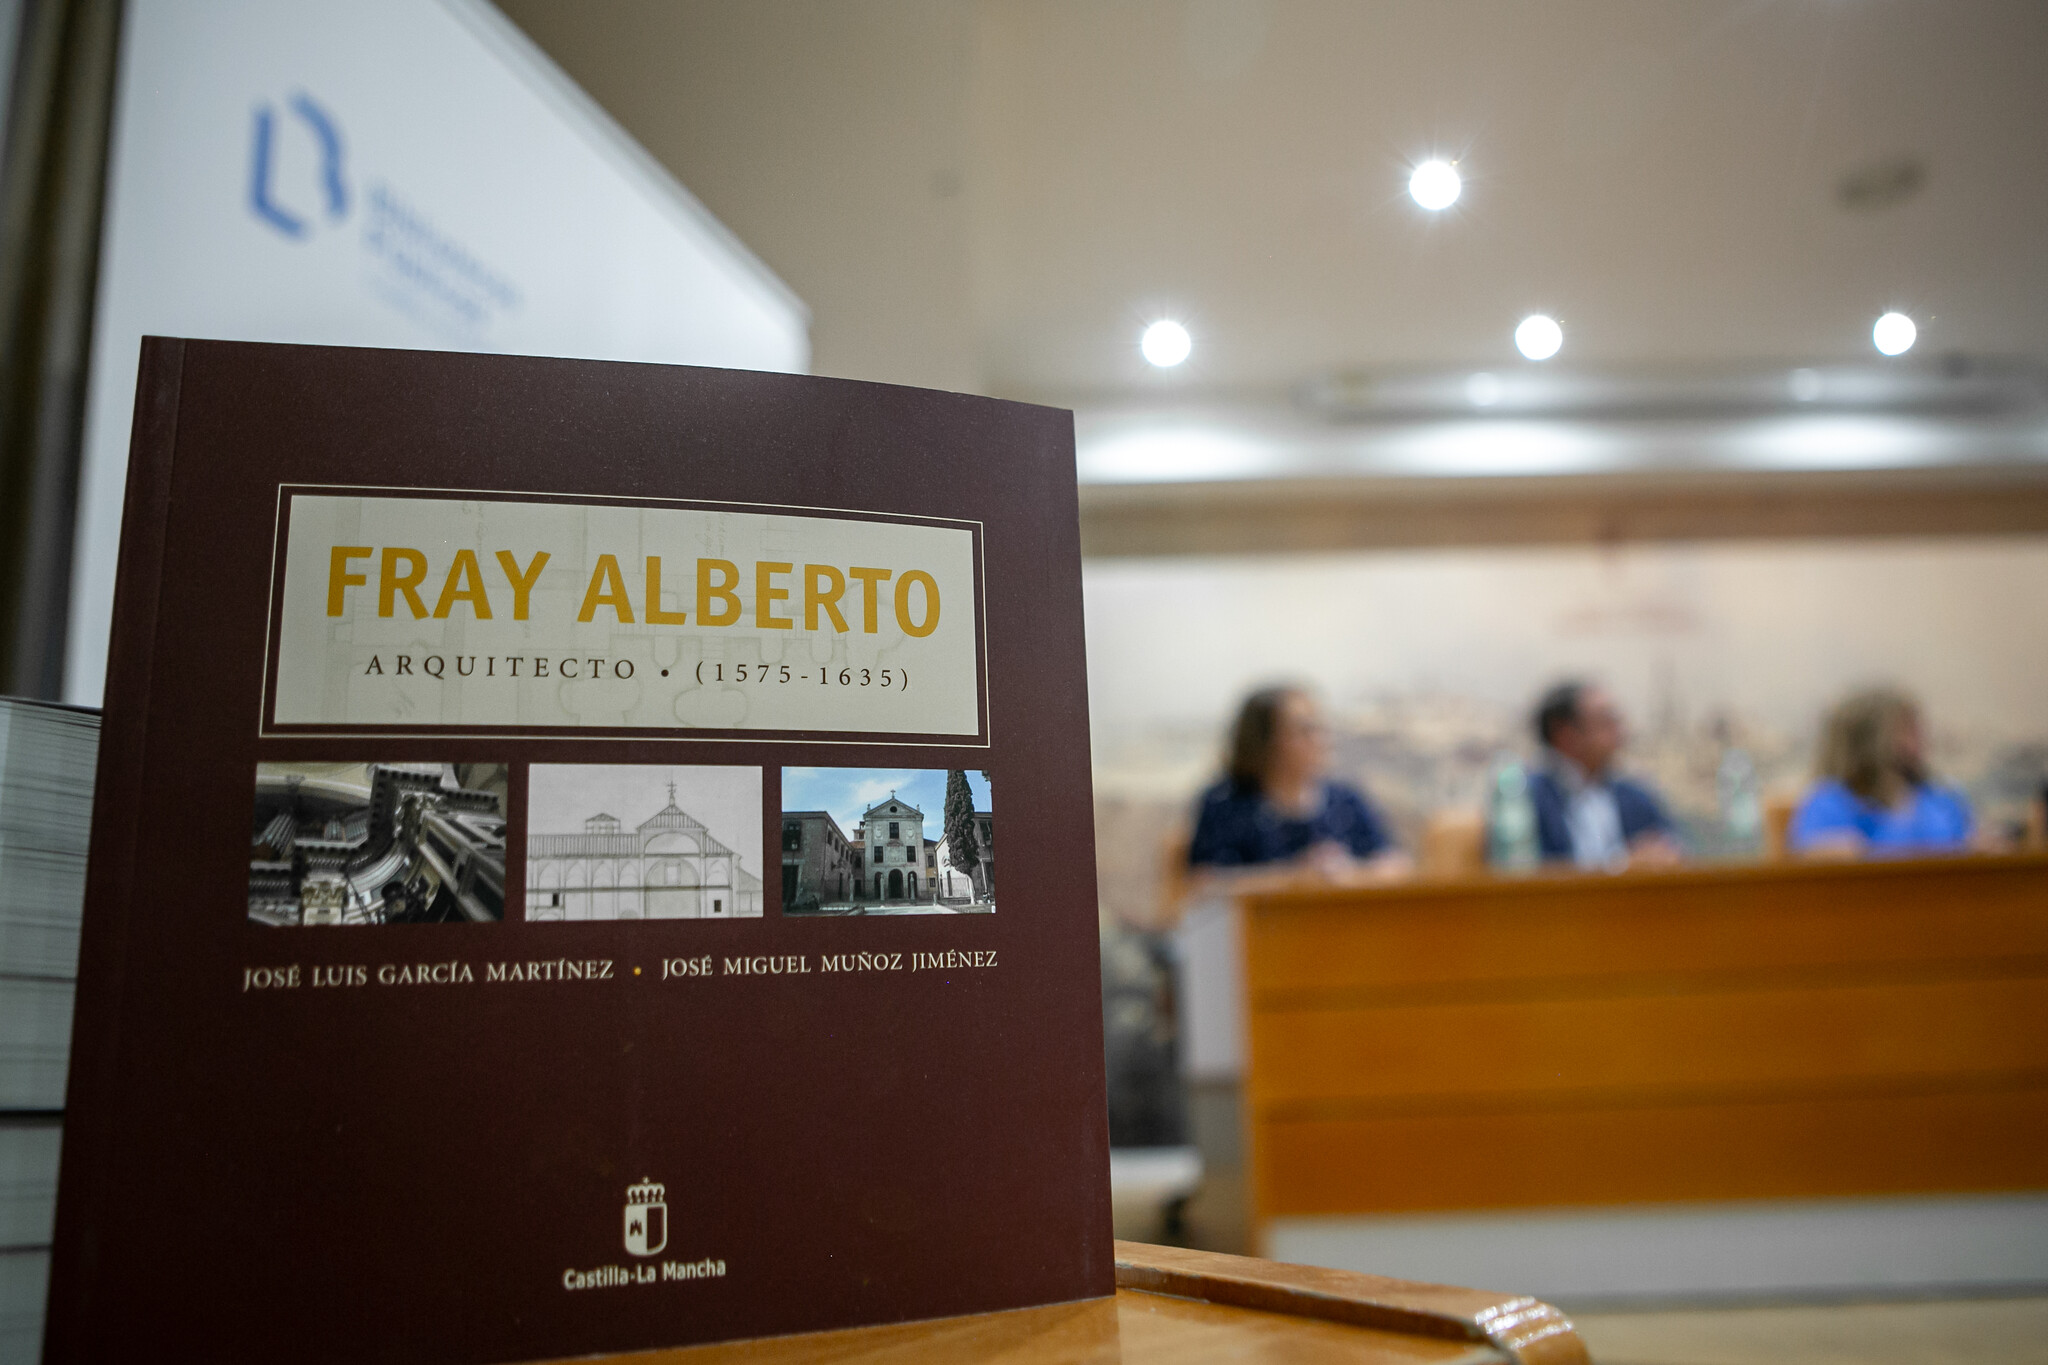 FRAY ALBERTO
ARQUITECTO • (1575-1635)
JOSÉ LUIS GARCÍA MARTÍNEZ • JOSÉ MIGUEL MUÑOZ JIMÉNEZ
Castilla-La Mancha